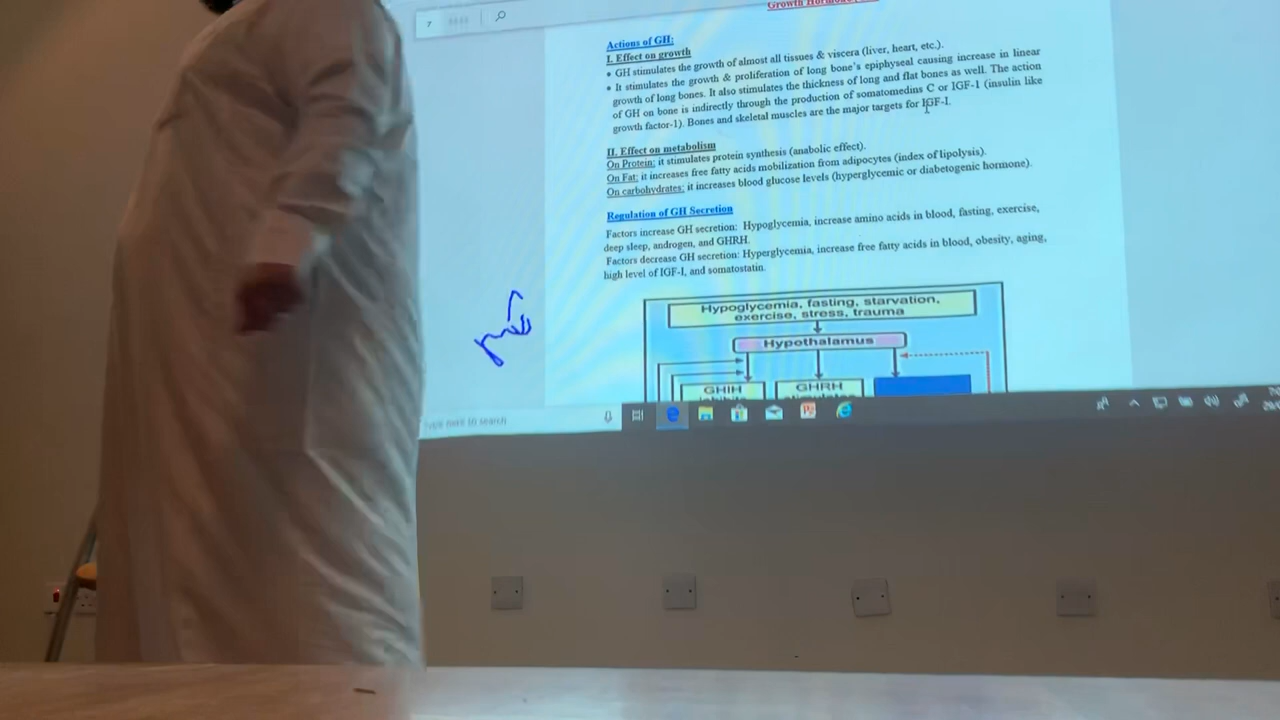 7
Growth Hormone
Actions of GH:
I. Effect on growth
• GH stimulates the growth of almost all tissues & viscera (liver, heart, etc.).
• It stimulates the growth & proliferation of long bone's epiphyseal causing increase in linear
growth of long bones. It also stimulates the thickness of long and flat bones as well. The action
of GH on bone is indirectly through the production of somatomedins C or IGF-1 (insulin like
growth factor-1). Bones and skeletal muscles are the major targets for IGF-I.
II. Effect on metabolism
On Protein: it stimulates protein synthesis (anabolic effect).
On Fat: it increases free fatty acids mobilization from adipocytes (index of lipolysis).
On carbohydrates: it increases blood glucose levels (hyperglycemic or diabetogenic hormone).
Regulation of GH Secretion
Factors increase GH secretion: Hypoglycemia, increase amino acids in blood, fasting, exercise,
deep sleep, androgen, and GHRH.
Factors decrease GH secretion: Hyperglycemia, increase free fatty acids in blood, obesity, aging,
high level of IGF-I, and somatostatin.
Hypoglycemia, fasting, starvation,
exercise, stress, trauma
Hypothalamus
GHIH
GHRH
Type here to search